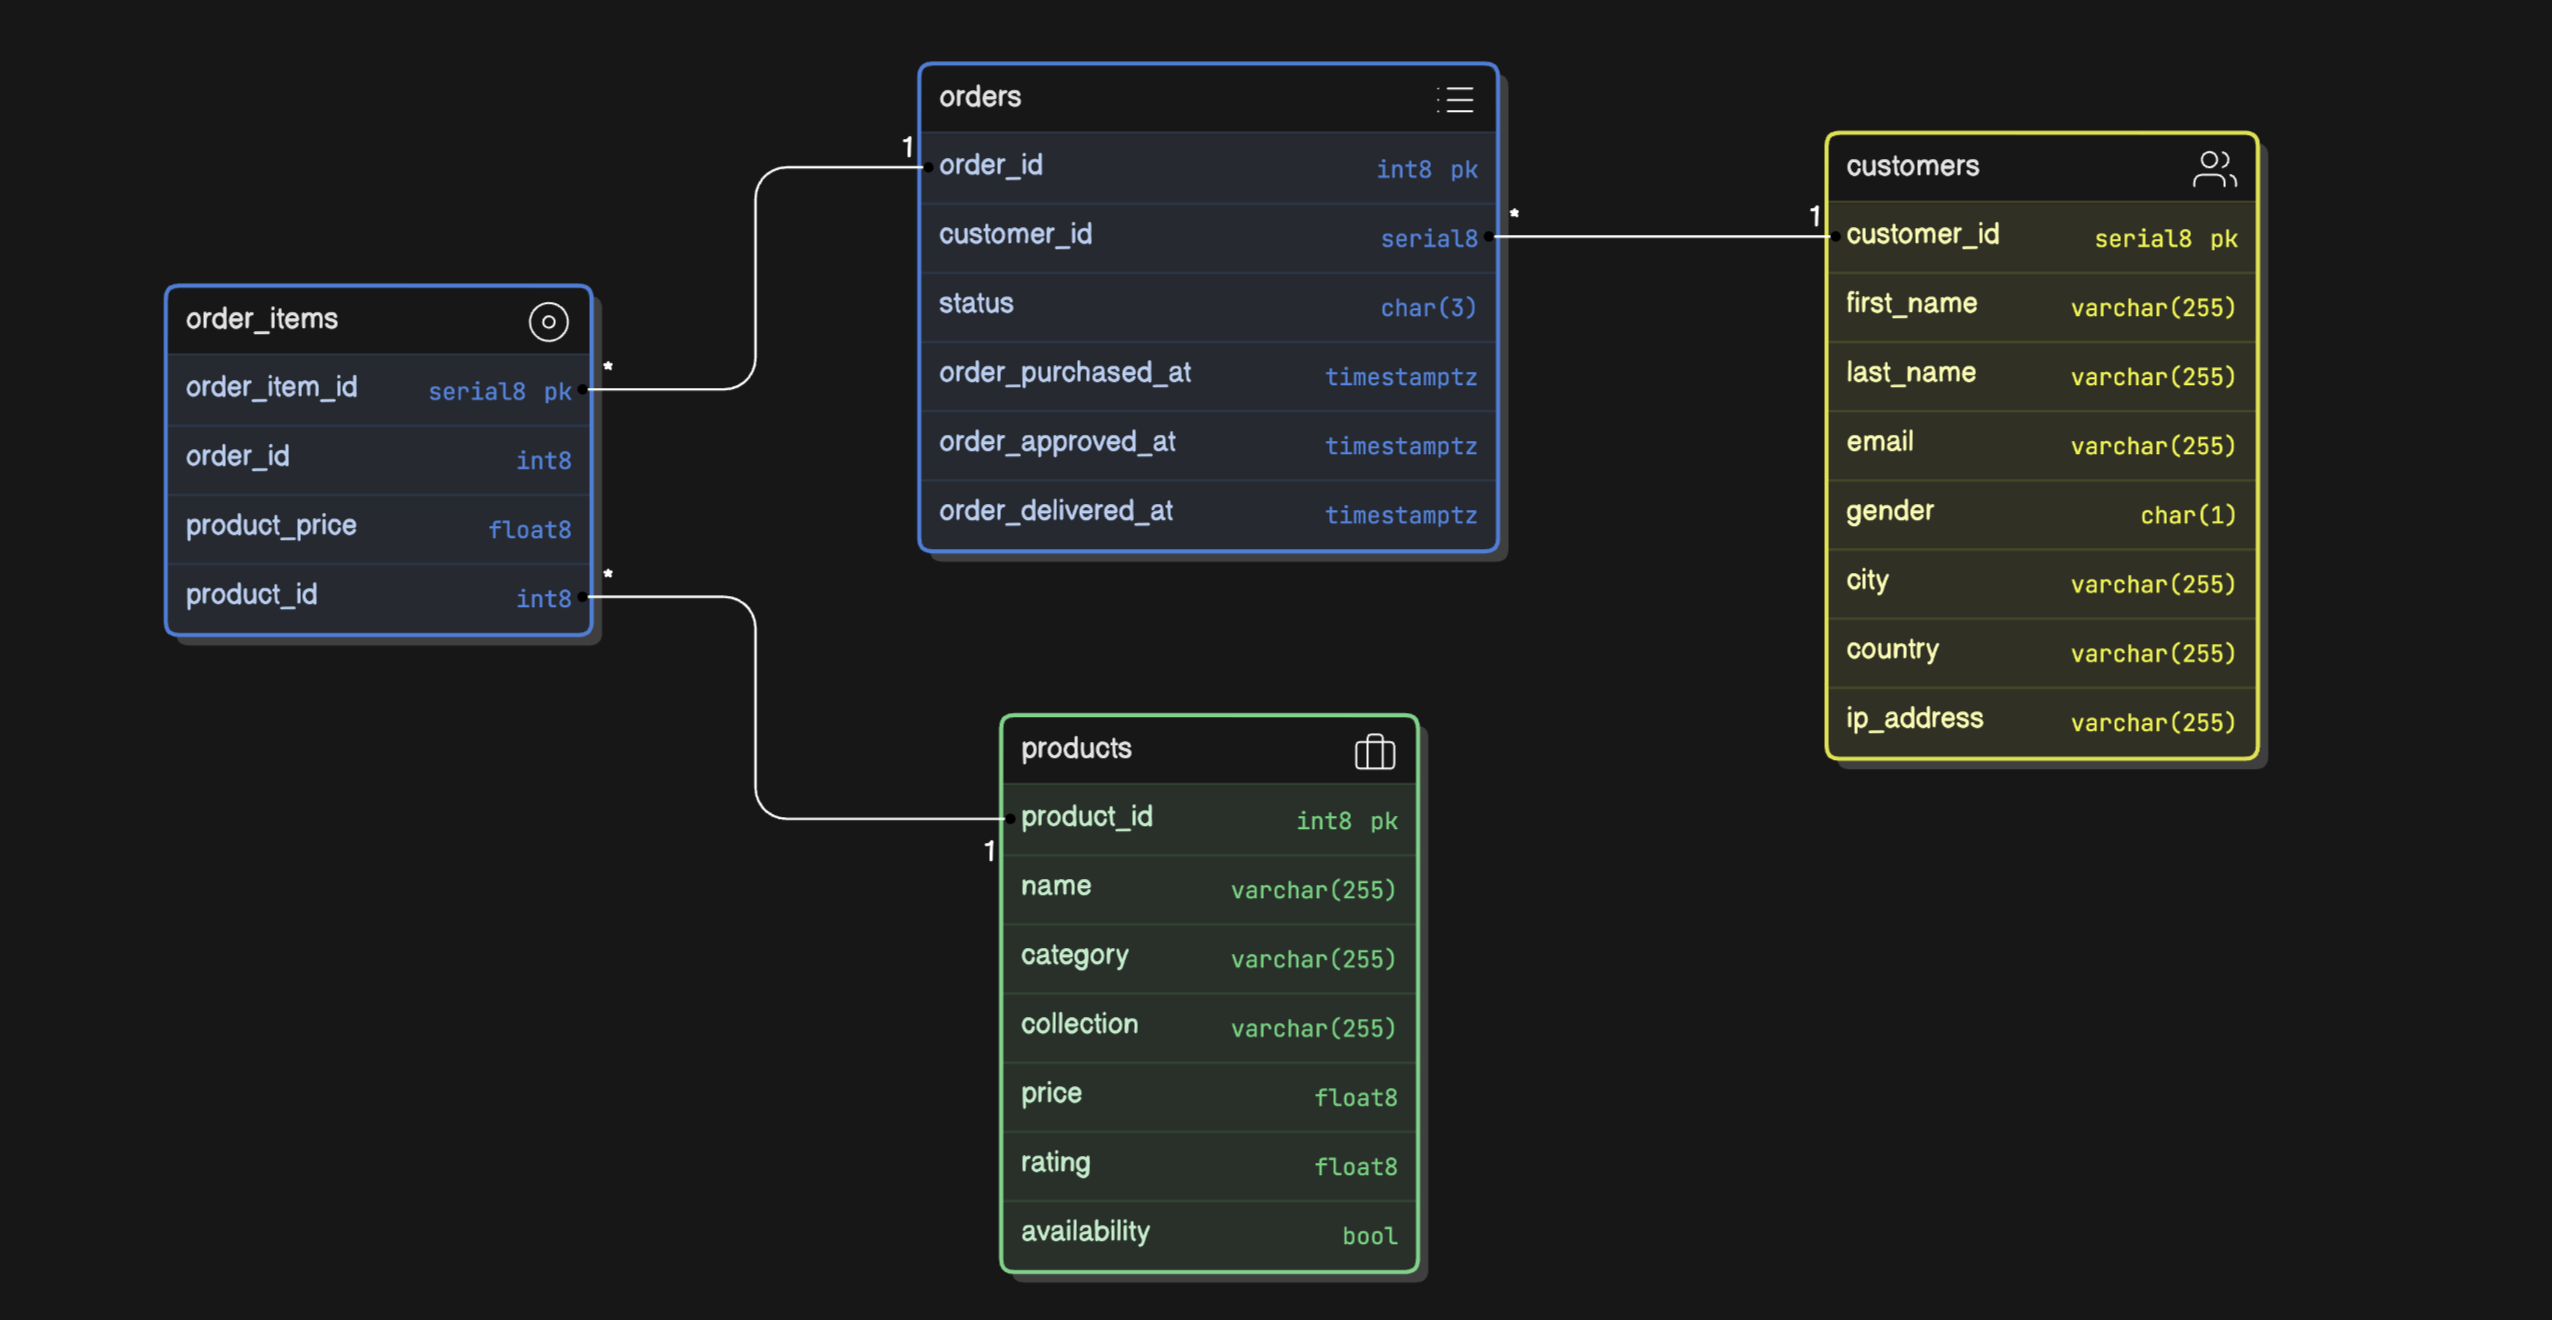 orders
1
order_id int8 pk
customer_id serial8
*
status char(3)
order_purchased_at timestamptz
order_approved_at timestamptz
order_delivered_at timestamptz
customers
1
customer_id serial8 pk
first_name varchar(255)
last_name varchar(255)
email varchar(255)
gender char(1)
city varchar(255)
country varchar(255)
ip_address varchar(255)
order_items
*
order_item_id serial8 pk
order_id int8
product_price float8
*
product_id int8
products
product_id int8 pk
1
name varchar(255)
category varchar(255)
collection varchar(255)
price float8
rating float8
availability bool